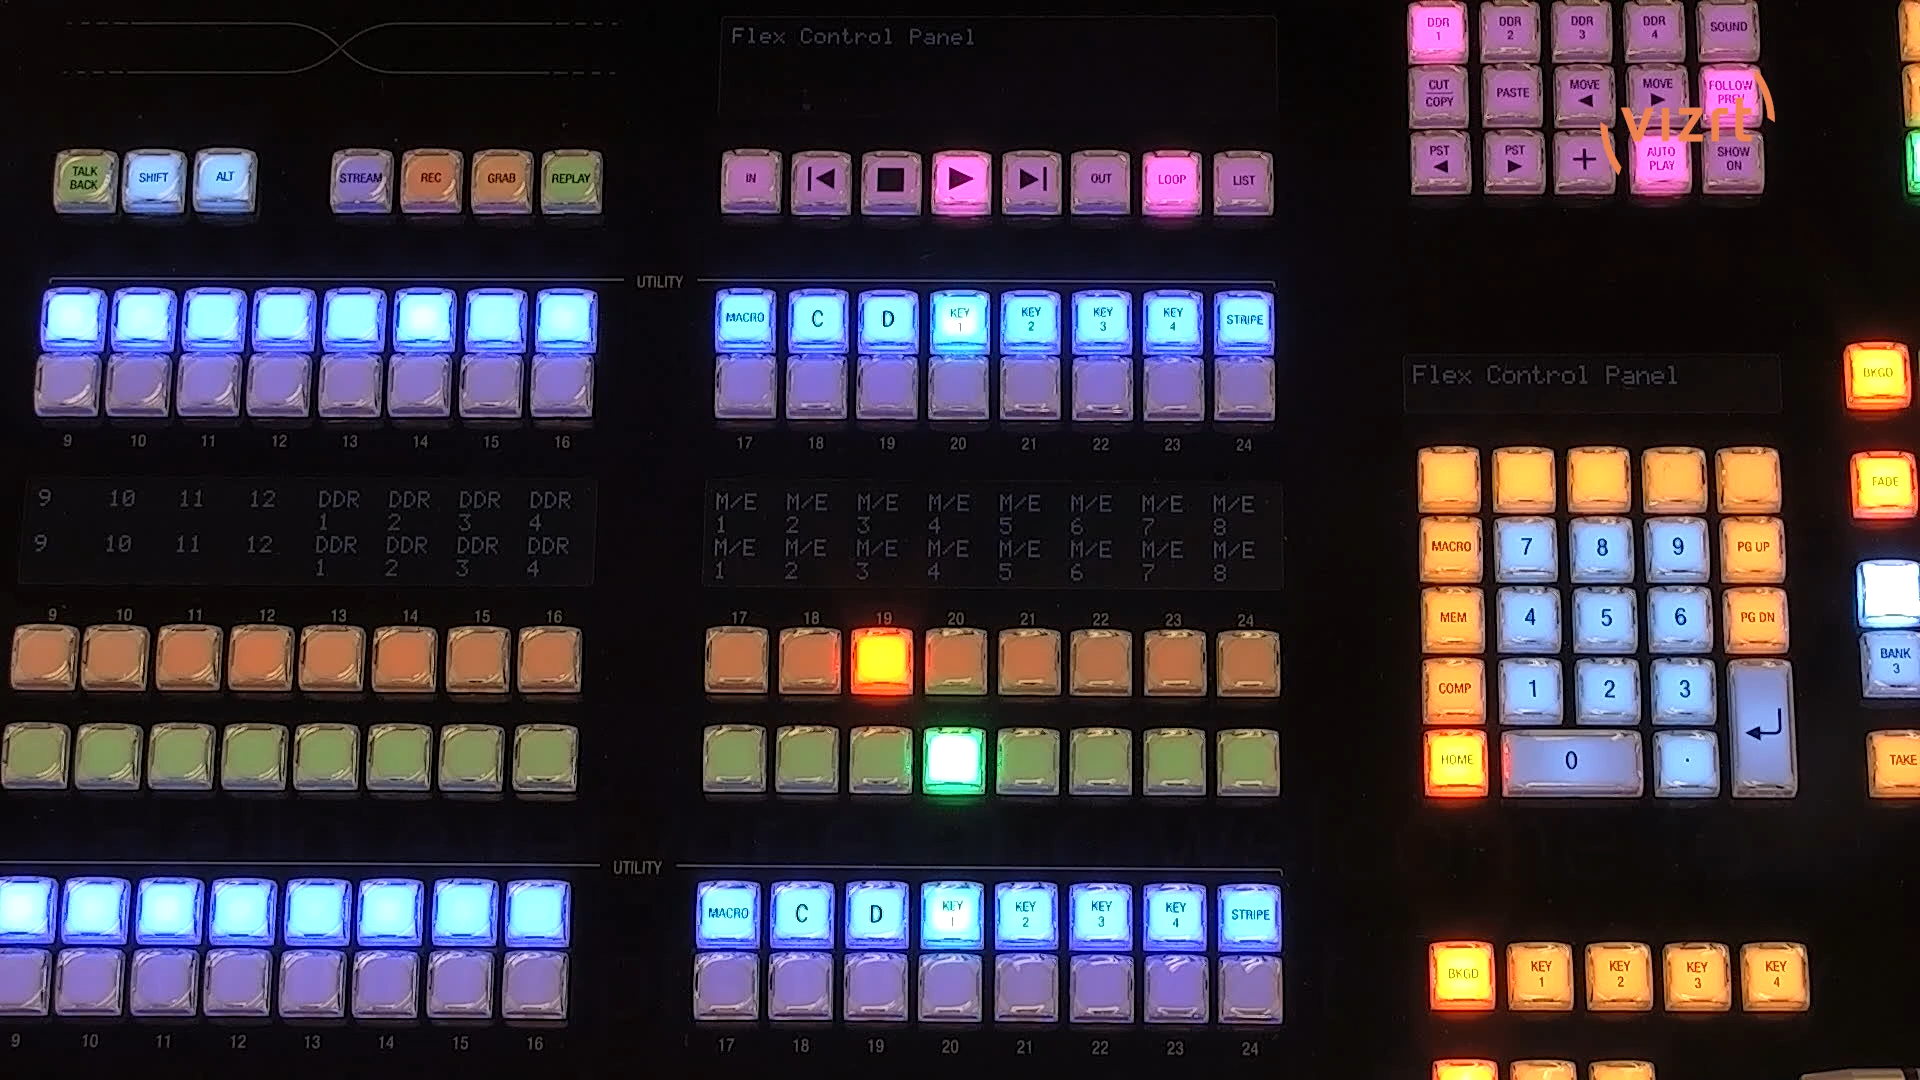 Flex Control Panel
DDR 1 DDR 2 DDR 3 DDR 4 SOUND
CUT COPY PASTE MOVE MOVE FOLLOW PREV
vizrt
PST PST + AUTO PLAY SHOW ON
TALK BACK SHIFT ALT STREAM REC GRAB REPLAY
IN OUT LOOP LIST
UTILITY
MACRO C D KEY 1 KEY 2 KEY 3 KEY 4 STRIPE
9 10 11 12 13 14 15 16
17 18 19 20 21 22 23 24
Flex Control Panel
BKGD
9 10 11 12 DDR 1 DDR 2 DDR 3 DDR 4
9 10 11 12 DDR 1 DDR 2 DDR 3 DDR 4
M/E 1 M/E 2 M/E 3 M/E 4 M/E 5 M/E 6 M/E 7 M/E 8
M/E 1 M/E 2 M/E 3 M/E 4 M/E 5 M/E 6 M/E 7 M/E 8
FADE
MACRO 7 8 9 PG UP
MEM 4 5 6 PG DN
COMP 1 2 3
HOME 0 .
BANK 3
TAKE
9 10 11 12 13 14 15 16
17 18 19 20 21 22 23 24
UTILITY
MACRO C D KEY 1 KEY 2 KEY 3 KEY 4 STRIPE
BKGD KEY 1 KEY 2 KEY 3 KEY 4
9 10 11 12 13 14 15 16
17 18 19 20 21 22 23 24